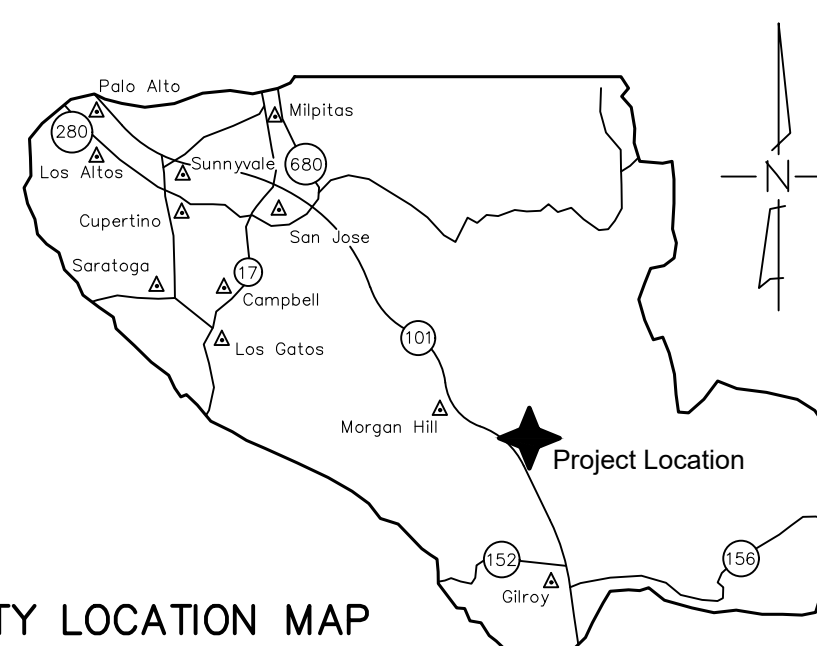 Palo Alto
Milpitas
280
N
Los Altos
Sunnyvale
680
Cupertino
San Jose
Saratoga
17
Campbell
101
Los Gatos
Morgan Hill
Project Location
152
156
Gilroy
LOCATION MAP